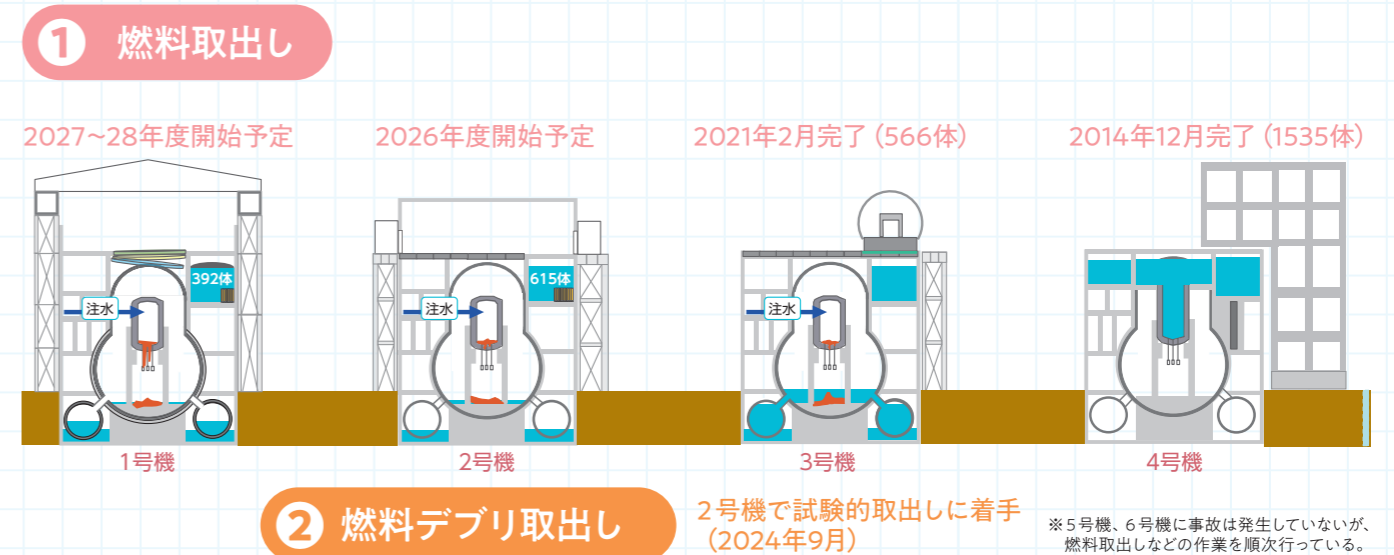 1 燃料取出し
2027~28年度開始予定
2026年度開始予定
2021年2月完了(566体)
2014年12月完了(1535体)
392体
615体
注水
注水
注水
1号機
2号機
3号機
4号機
2 燃料デブリ取出し
2号機で試験的取出しに着手
(2024年9月)
※5号機、6号機に事故は発生していないが、
燃料取出しなどの作業を順次行っている。